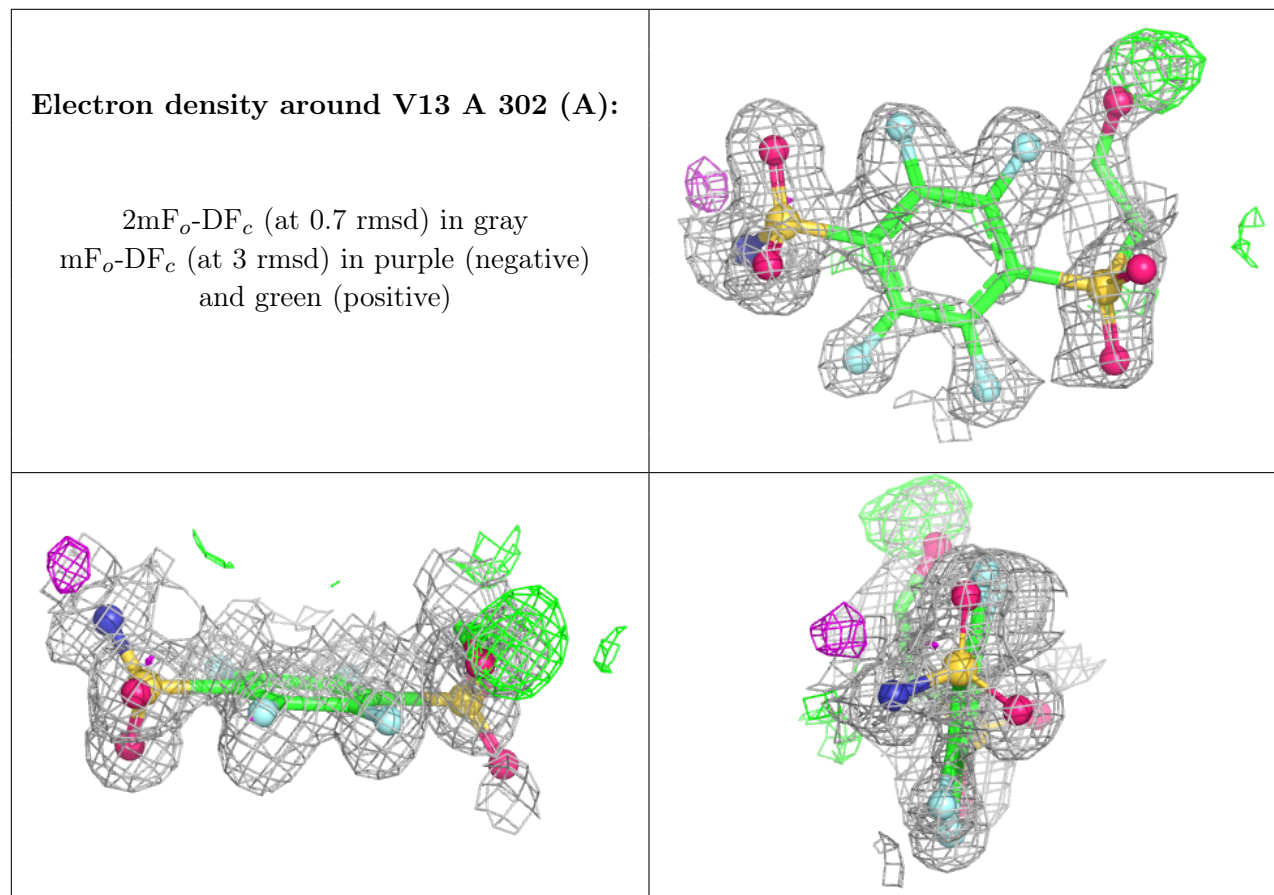 Electron density around V13 A 302 (A):
2mFo-DFc (at 0.7 rmsd) in gray
mFo-DFc (at 3 rmsd) in purple (negative)
and green (positive)